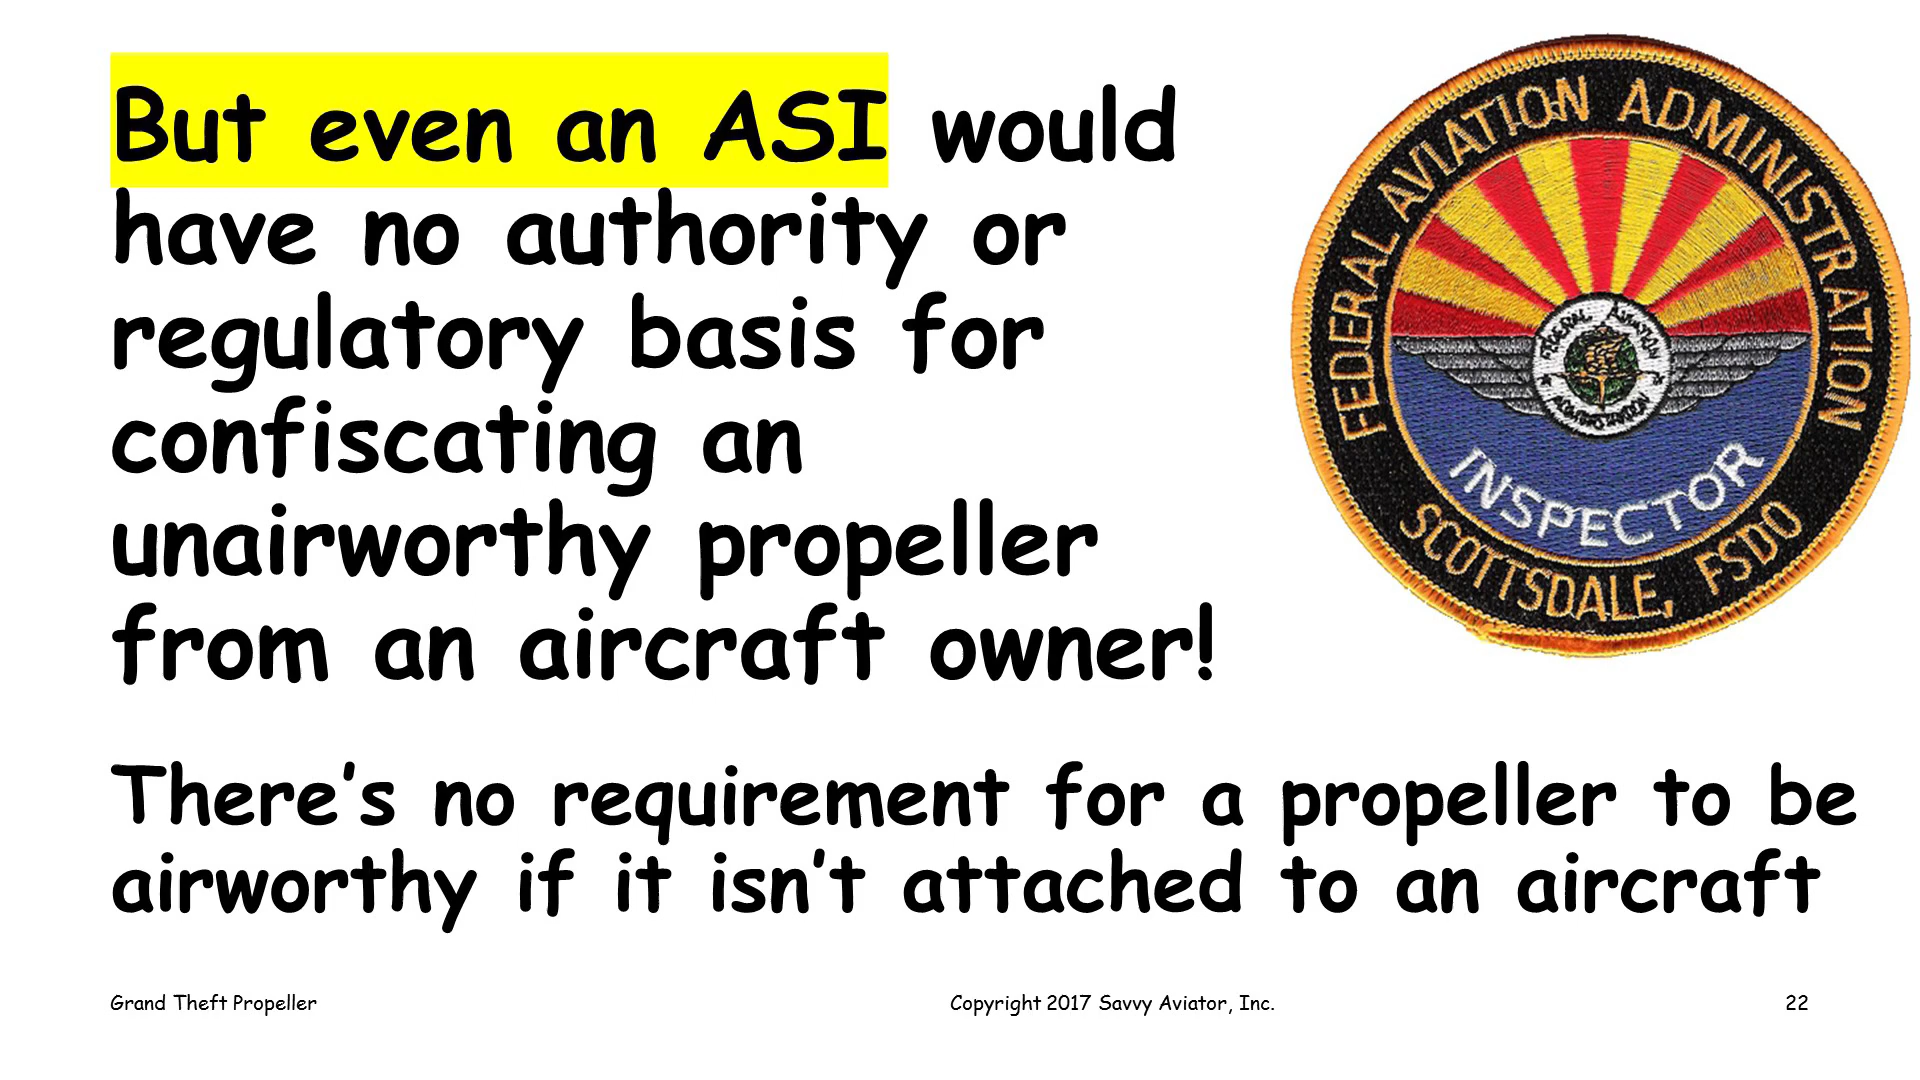 But even an ASI would
have no authority or
regulatory basis for
confiscating an
unairworthy propeller
from an aircraft owner!
FEDERAL AVIATION ADMINISTRATION
INSPECTOR
SCOTTSDALE, FSDO
There’s no requirement for a propeller to be
airworthy if it isn’t attached to an aircraft
Grand Theft Propeller
Copyright 2017 Savvy Aviator, Inc.
22